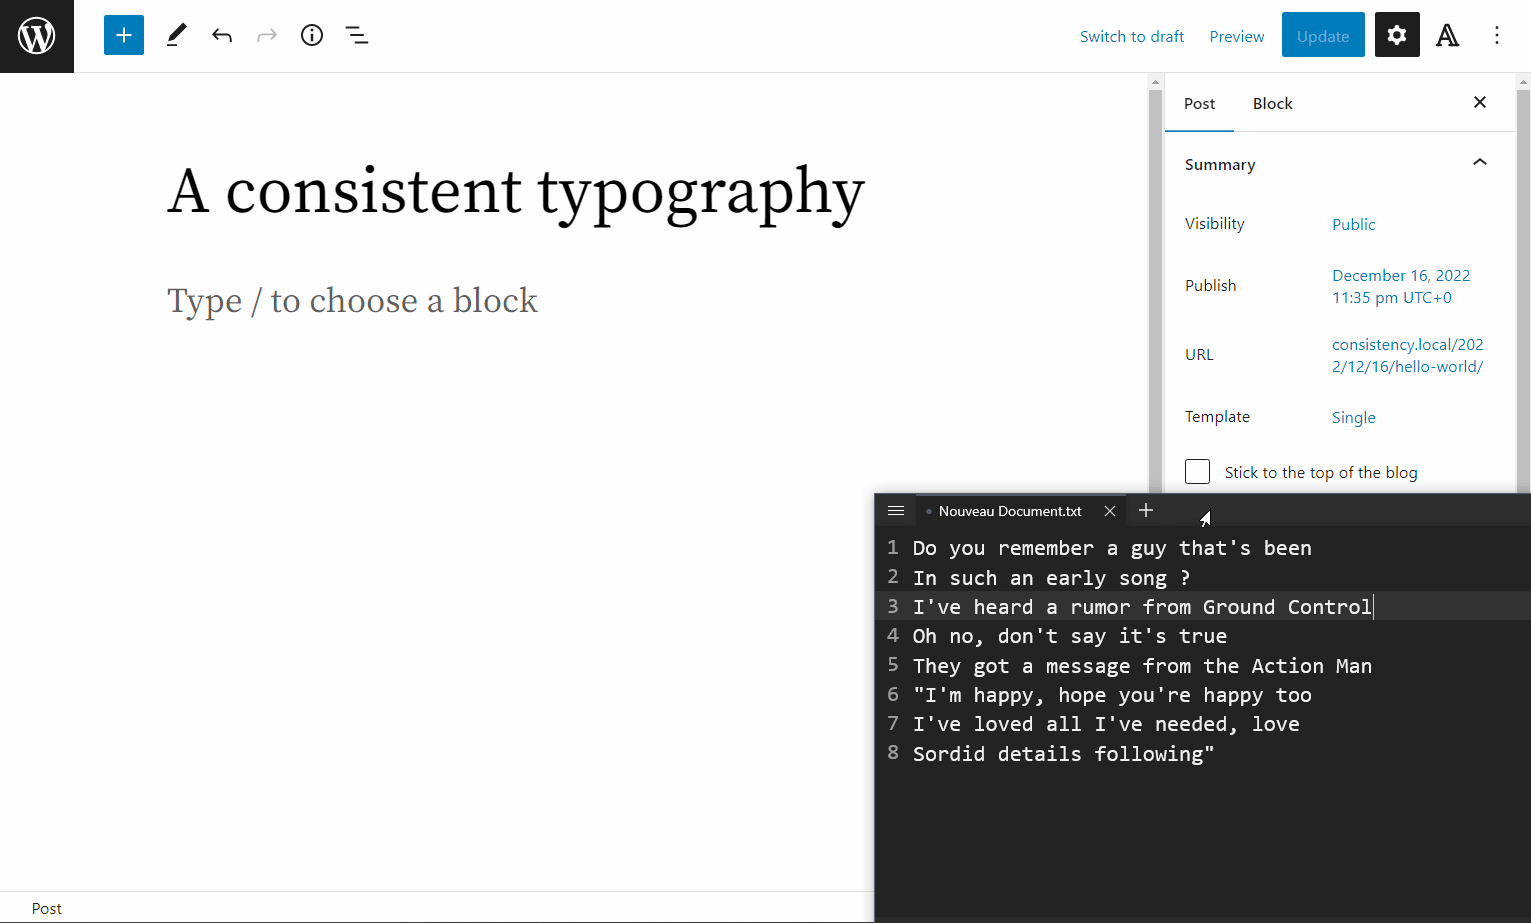 Switch to draft
Preview
Update
A consistent typography
Type / to choose a block
Post
Block
Summary
Visibility
Public
Publish
December 16, 2022
11:35 pm UTC+0
URL
consistency.local/202
2/12/16/hello-world/
Template
Single
Stick to the top of the blog
Nouveau Document.txt
1 Do you remember a guy that's been
2 In such an early song ?
3 I've heard a rumor from Ground Control
4 Oh no, don't say it's true
5 They got a message from the Action Man
6 "I'm happy, hope you're happy too
7 I've loved all I've needed, love
8 Sordid details following"
Post